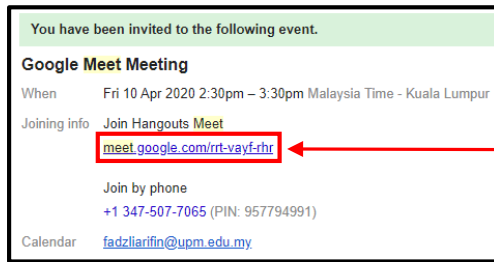 You have been invited to the following event.
Google Meet Meeting
When Fri 10 Apr 2020 2:30pm – 3:30pm Malaysia Time - Kuala Lumpur
Joining info Join Hangouts Meet
meet.google.com/rrt-vayf-rhr
Join by phone
+1 347-507-7065 (PIN: 957794991)
Calendar fadzliarifin@upm.edu.my